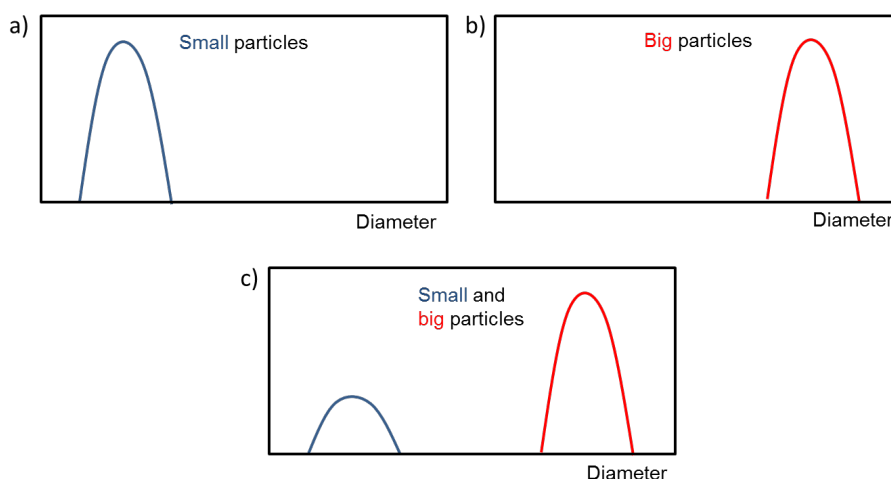 a)
Small particles
Diameter
b)
Big particles
Diameter
c)
Small and
big particles
Diameter